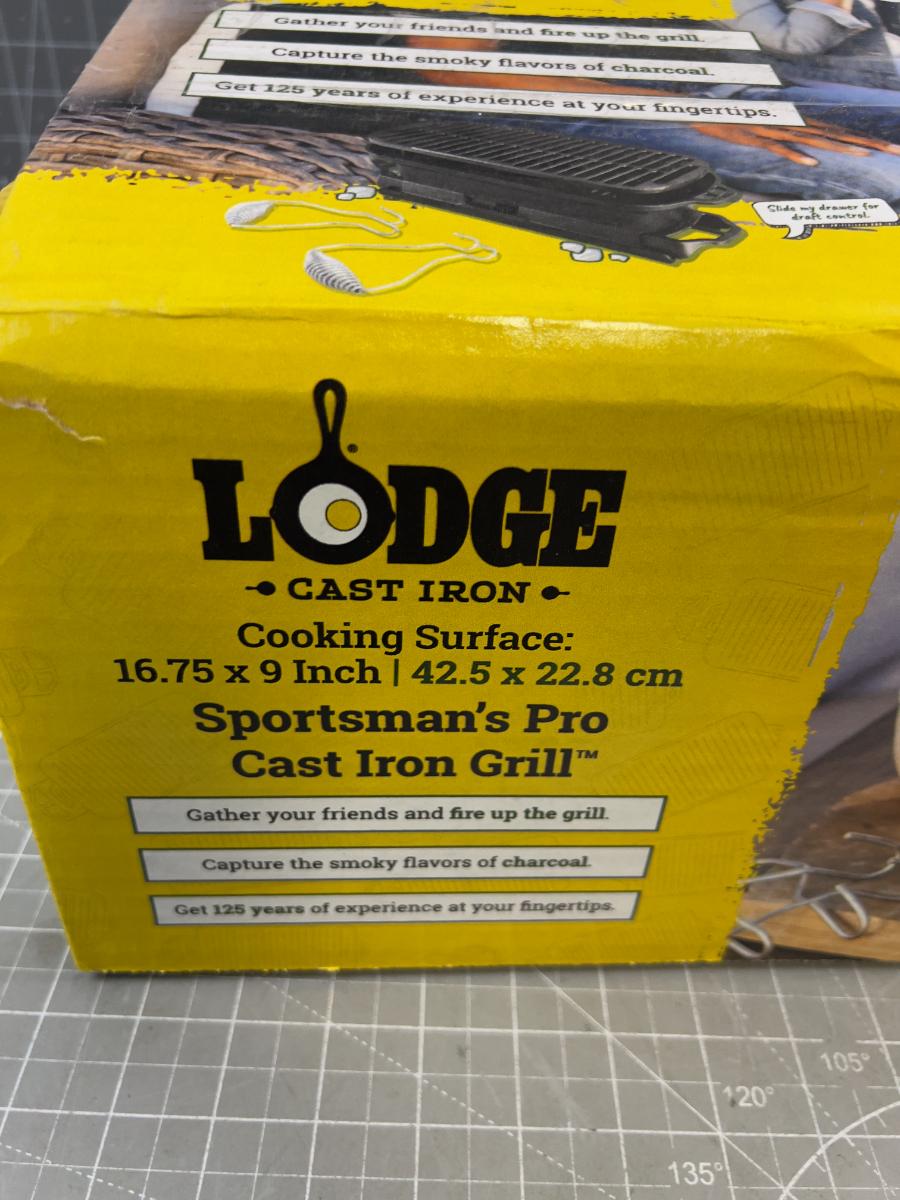 Gather your friends and fire up the grill.
Capture the smoky flavors of charcoal.
Get 125 years of experience at your fingertips.
Slide my drawer for
draft control.
LODGE®
CAST IRON
Cooking Surface:
16.75 x 9 Inch | 42.5 x 22.8 cm
Sportsman's Pro
Cast Iron Grill™
Gather your friends and fire up the grill.
Capture the smoky flavors of charcoal.
Get 125 years of experience at your fingertips.
105°
120°
135°